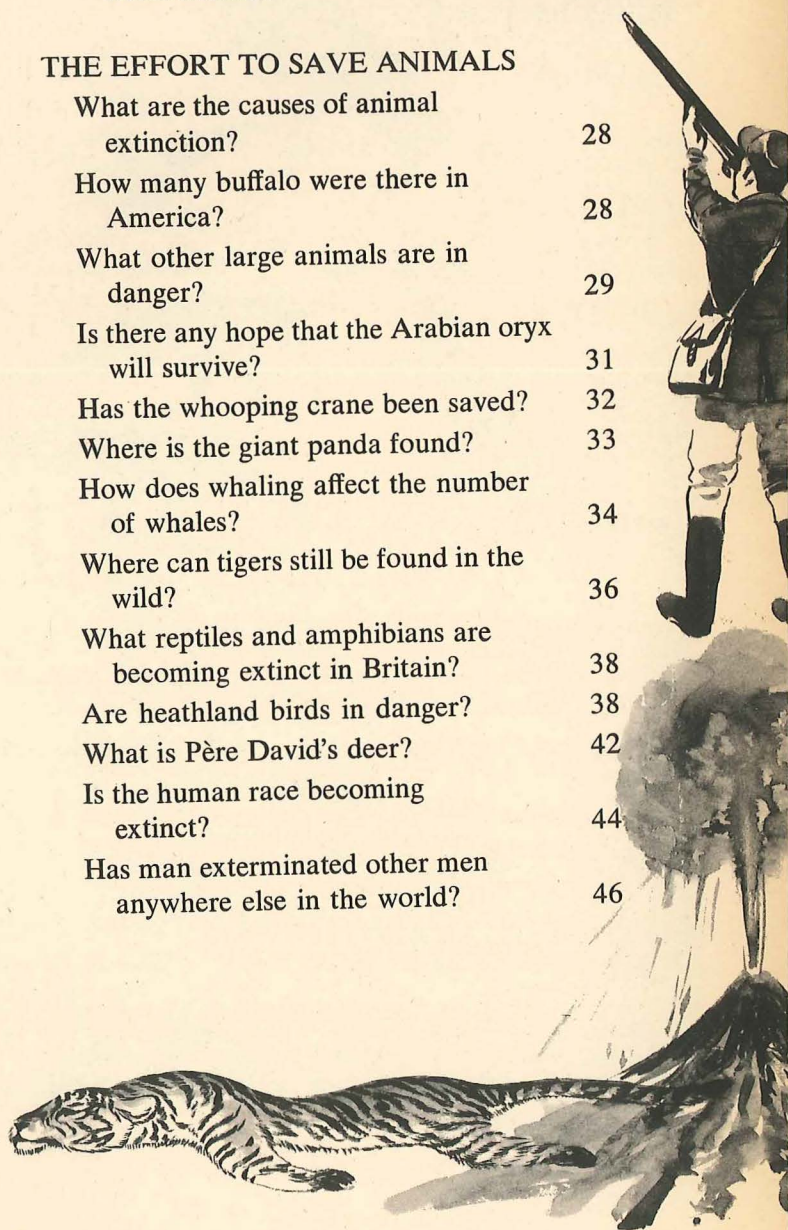 THE EFFORT TO SAVE ANIMALS
What are the causes of animal
extinction? 28
How many buffalo were there in
America? 28
What other large animals are in
danger? 29
Is there any hope that the Arabian oryx
will survive? 31
Has the whooping crane been saved? 32
Where is the giant panda found? 33
How does whaling affect the number
of whales? 34
Where can tigers still be found in the
wild? 36
What reptiles and amphibians are
becoming extinct in Britain? 38
Are heathland birds in danger? 38
What is Père David's deer? 42
Is the human race becoming
extinct? 44
Has man exterminated other men
anywhere else in the world? 46